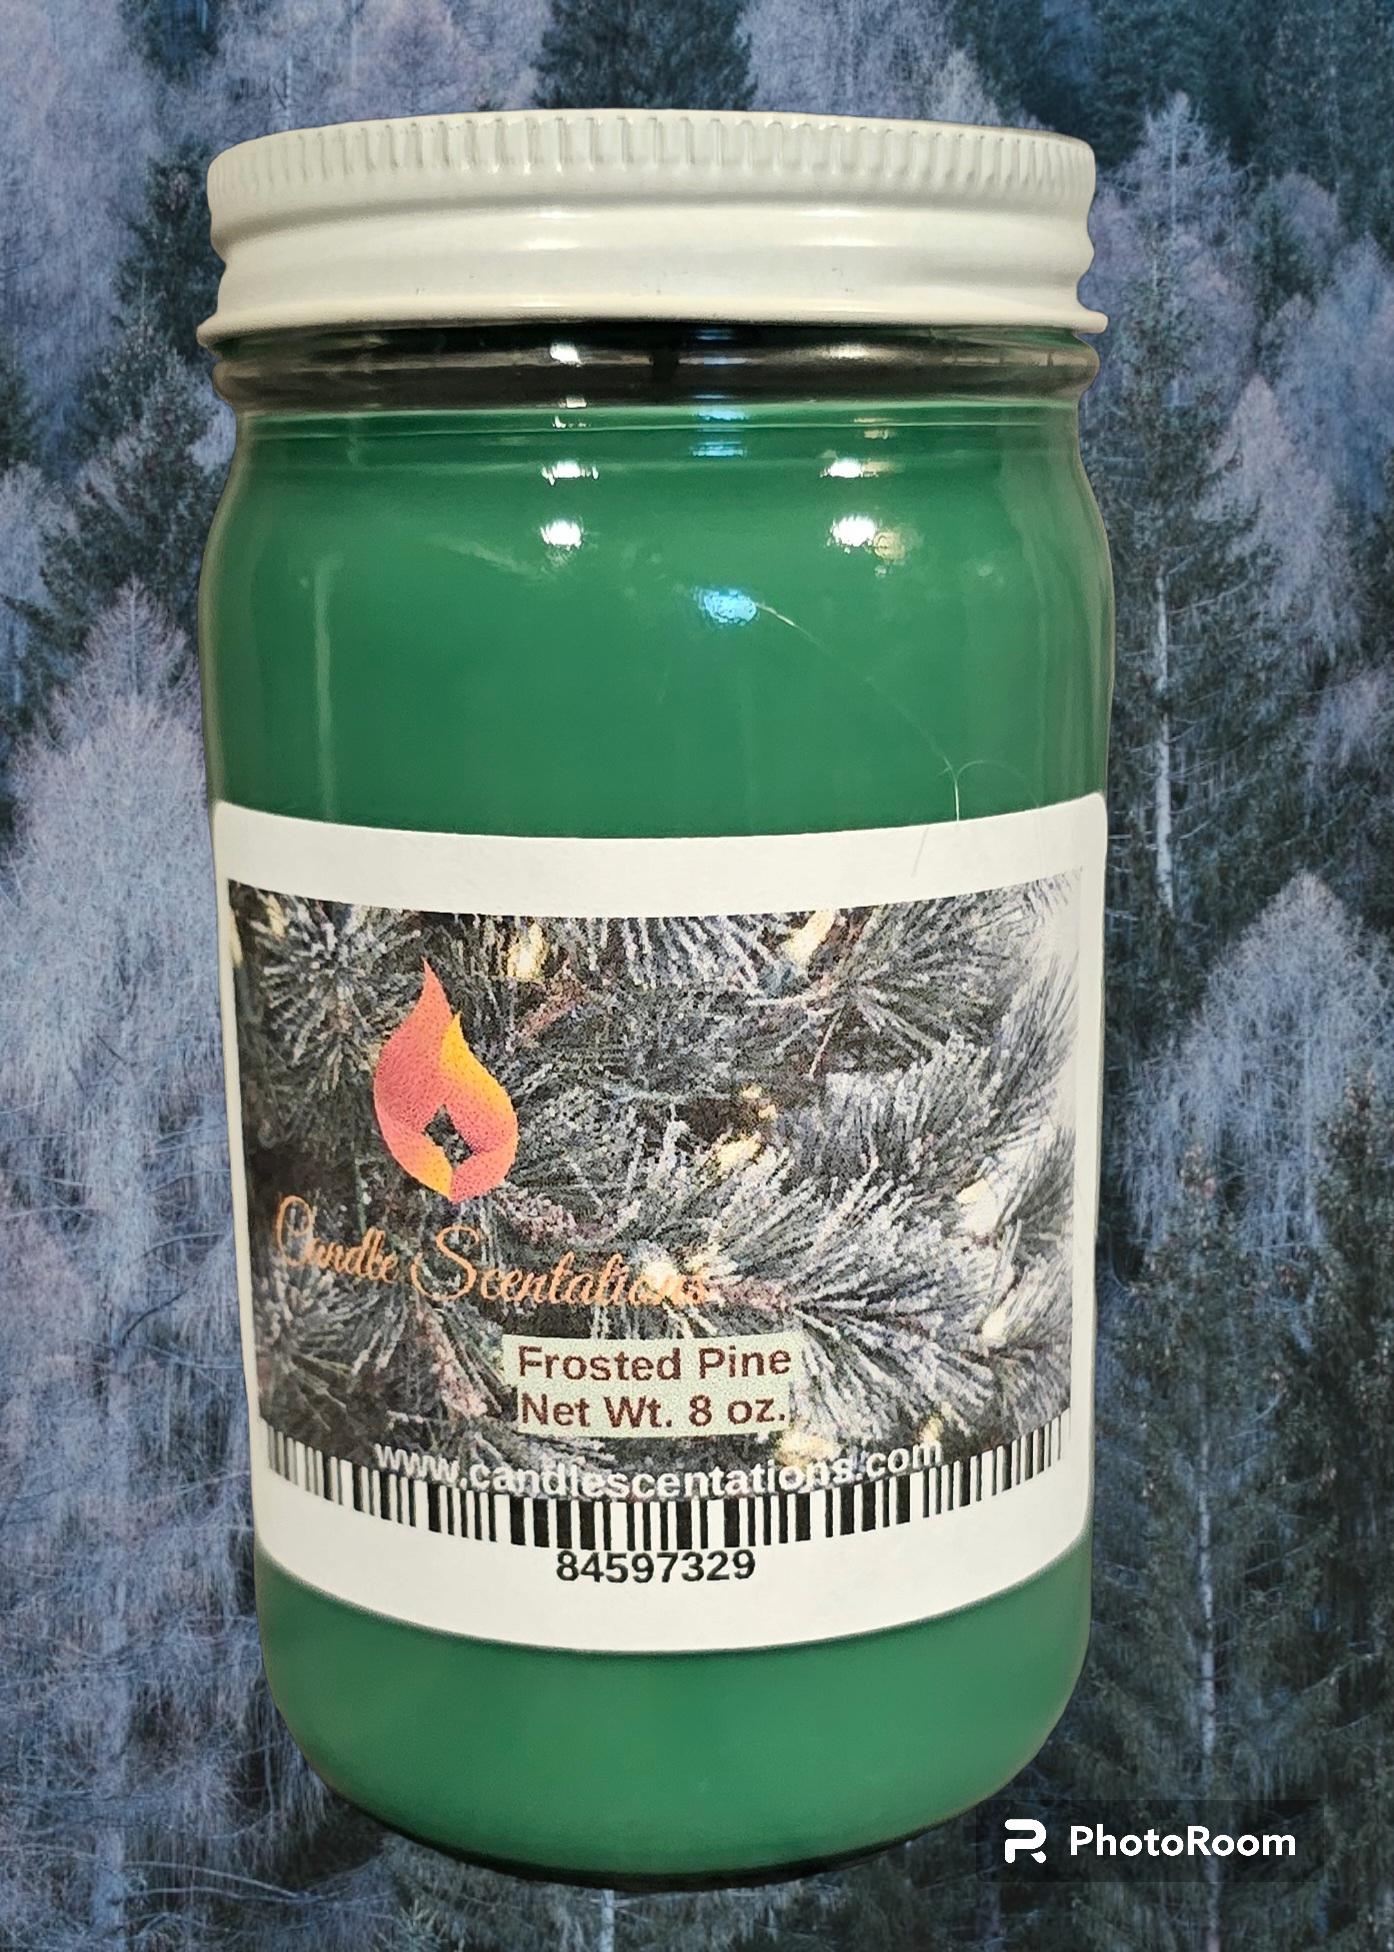 Candle Scentations
Frosted Pine
Net Wt. 8 oz.
www.candlescentations.com
84597329
PhotoRoom